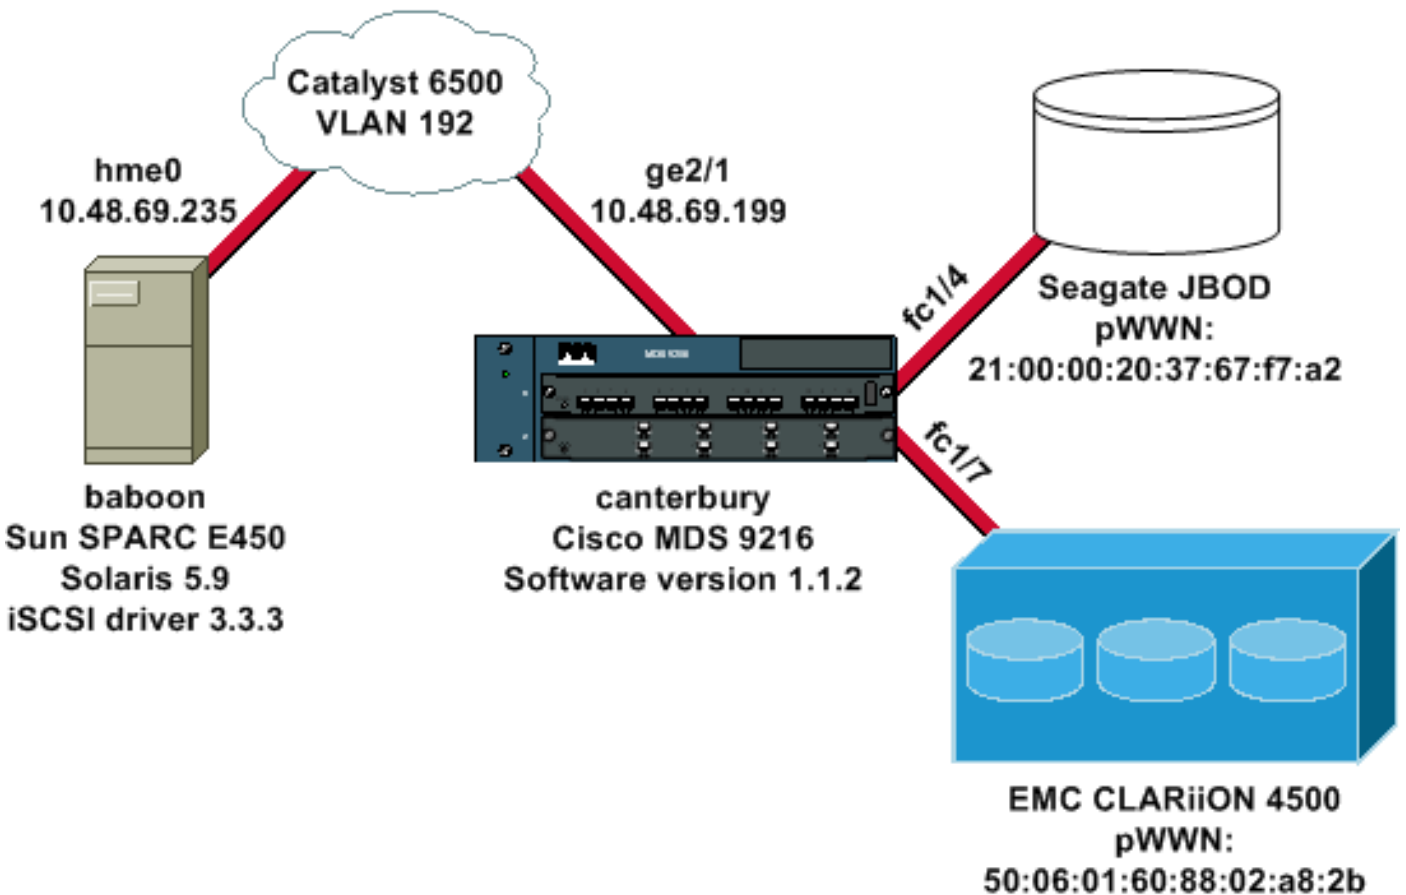 Catalyst 6500
VLAN 192
hme0
10.48.69.235
ge2/1
10.48.69.199
fc1/4
Seagate JBOD
pWWN:
21:00:00:20:37:67:f7:a2
MDS 9216
fc1/7
baboon
Sun SPARC E450
Solaris 5.9
iSCSI driver 3.3.3
canterbury
Cisco MDS 9216
Software version 1.1.2
EMC CLARiiON 4500
pWWN:
50:06:01:60:88:02:a8:2b